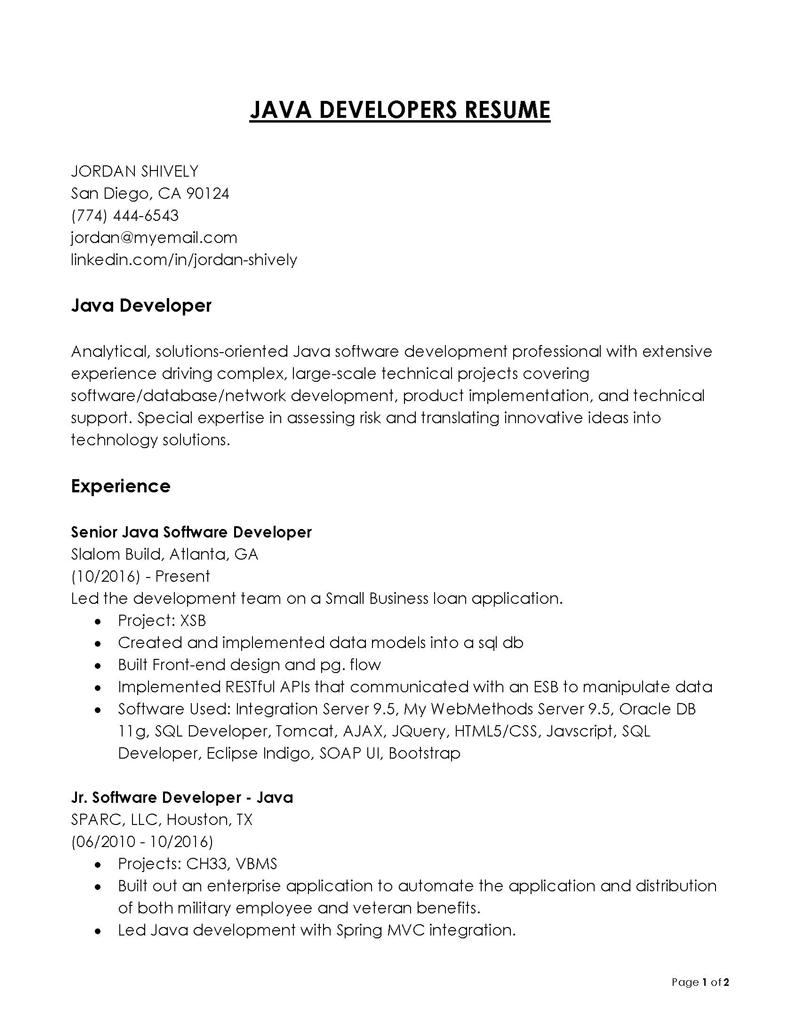 JAVA DEVELOPERS RESUME
JORDAN SHIVELY
San Diego, CA 90124
(774) 444-6543
jordan@myemail.com
linkedin.com/in/jordan-shively
Java Developer
Analytical, solutions-oriented Java software development professional with extensive
experience driving complex, large-scale technical projects covering
software/database/network development, product implementation, and technical
support. Special expertise in assessing risk and translating innovative ideas into
technology solutions.
Experience
Senior Java Software Developer
Slalom Build, Atlanta, GA
(10/2016) - Present
Led the development team on a Small Business loan application.
• Project: XSB
• Created and implemented data models into a sql db
• Built Front-end design and pg. flow
• Implemented RESTful APIs that communicated with an ESB to manipulate data
• Software Used: Integration Server 9.5, My WebMethods Server 9.5, Oracle DB
11g, SQL Developer, Tomcat, AJAX, JQuery, HTML5/CSS, Javscript, SQL
Developer, Eclipse Indigo, SOAP UI, Bootstrap
Jr. Software Developer - Java
SPARC, LLC, Houston, TX
(06/2010 - 10/2016)
• Projects: CH33, VBMS
• Built out an enterprise application to automate the application and distribution
of both military employee and veteran benefits.
• Led Java development with Spring MVC integration.
Page 1 of 2